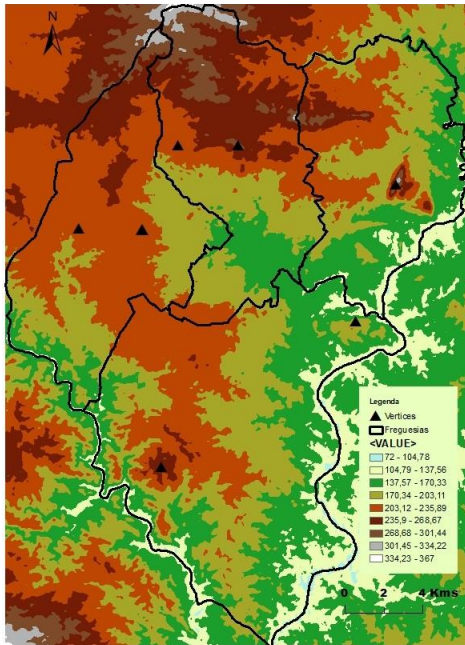 N
Legenda
Vertices
Freguesias
<VALUE>
72 - 104,78
104,79 - 137,56
137,57 - 170,33
170,34 - 203,11
203,12 - 235,89
235,9 - 268,67
268,68 - 301,44
301,45 - 334,22
334,23 - 367
0 2 4 Kms